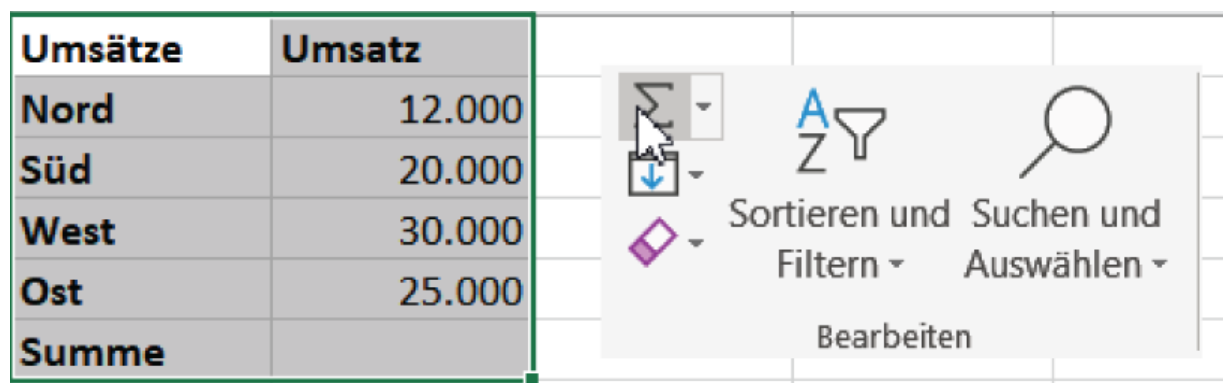 Umsätze Umsatz
Nord 12.000
Süd 20.000
West 30.000
Ost 25.000
Summe
Σ
AZ
Sortieren und Filtern
Suchen und Auswählen
Bearbeiten